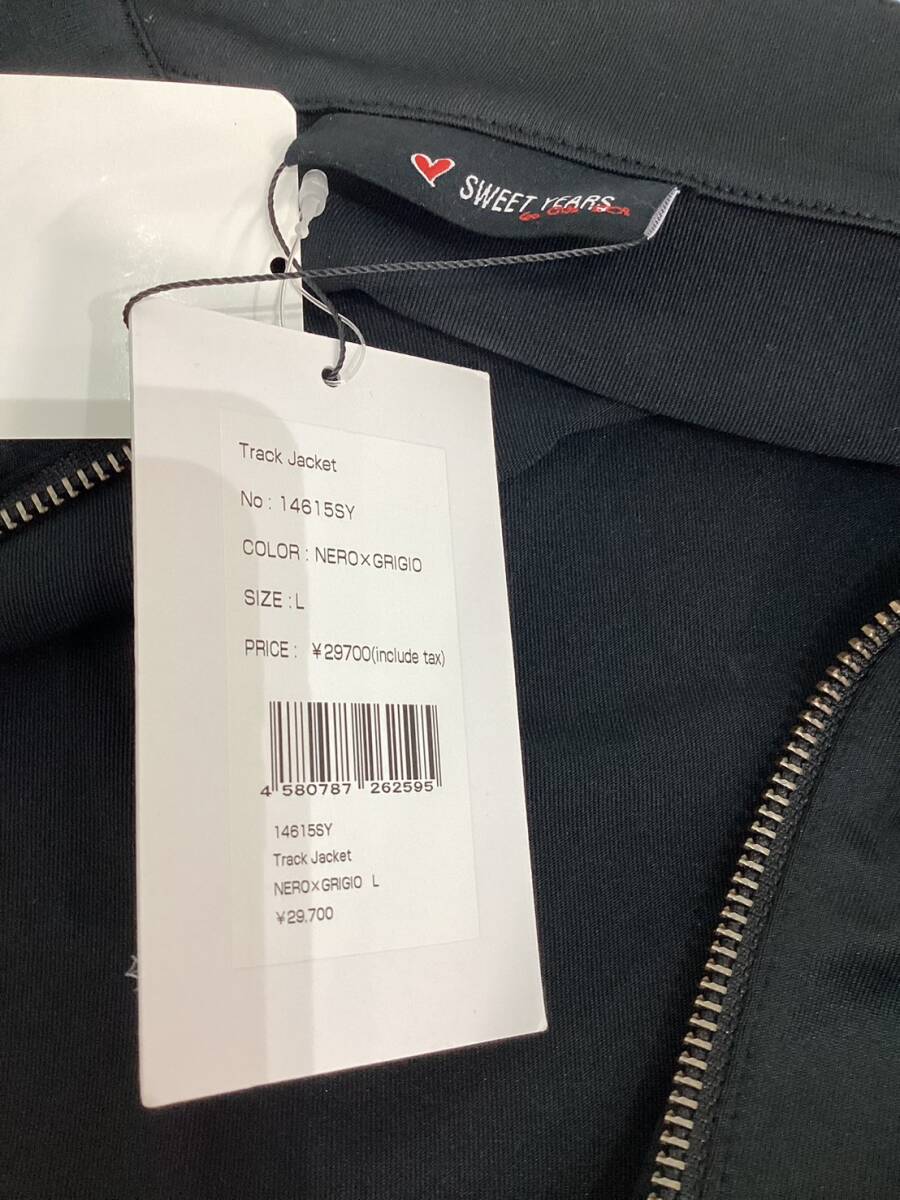 SWEET YEARS
Track Jacket
No : 14615SY
COLOR : NERO×GRIGIO
SIZE : L
PRICE : ¥29700(include tax)
4 580787 262595
14615SY
Track Jacket
NERO×GRIGIO L
¥29,700